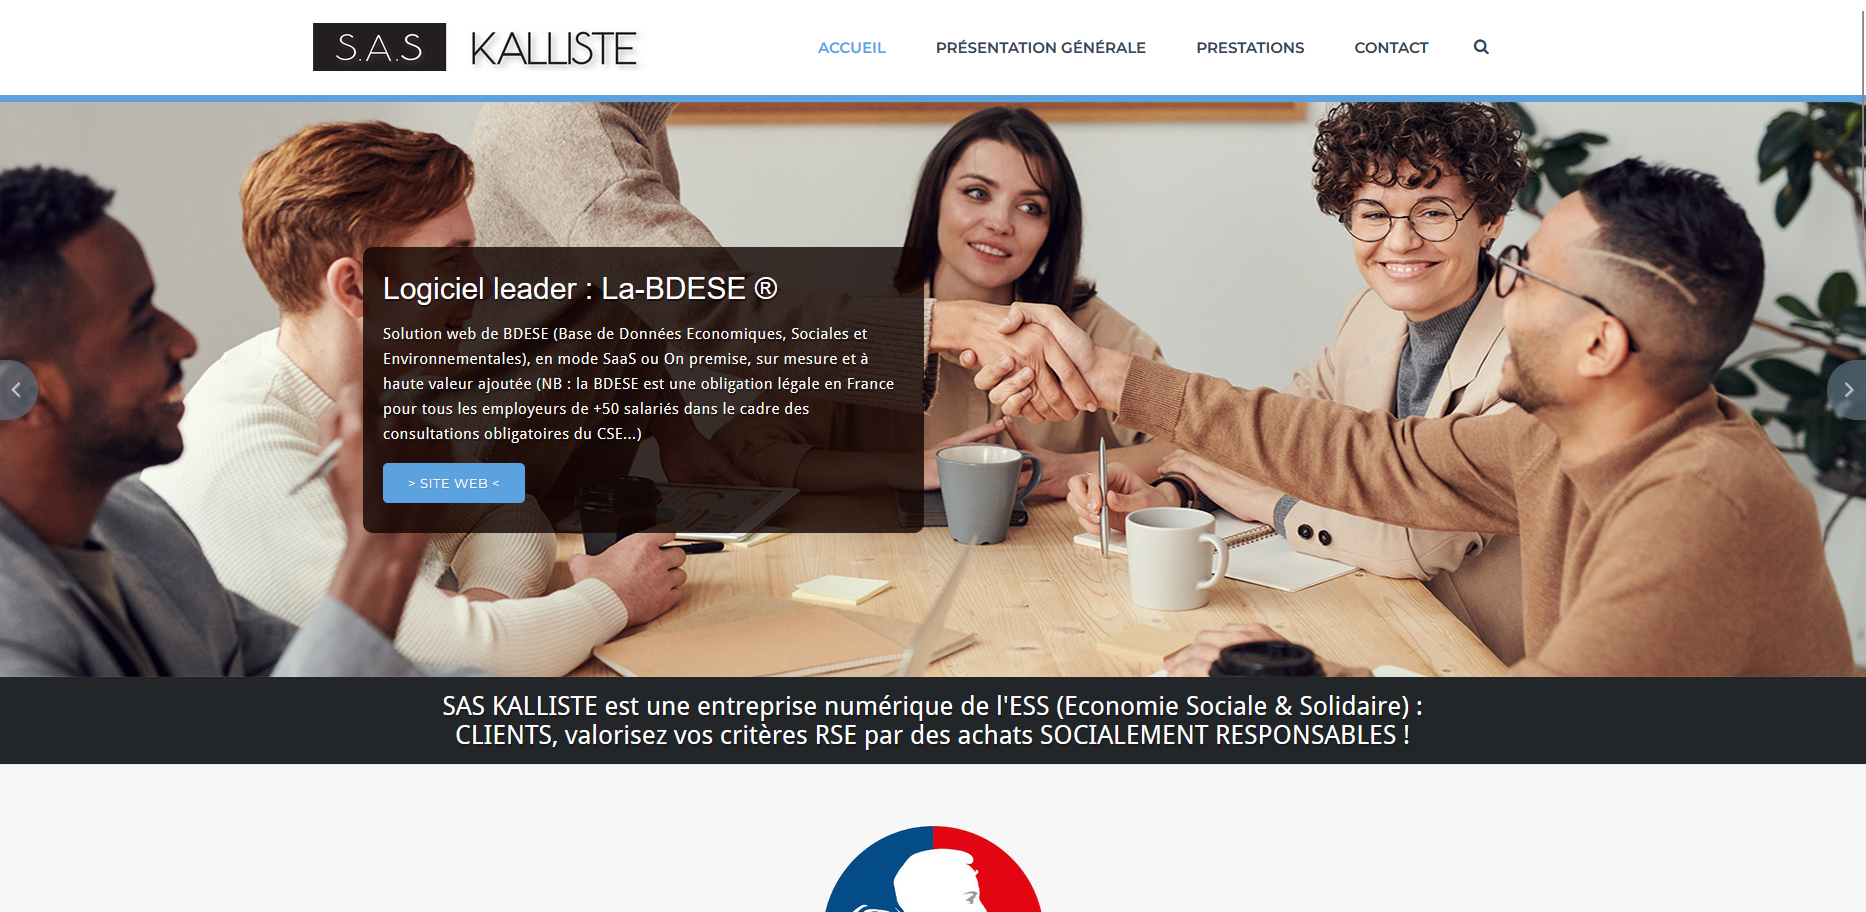 S.A.S KALLISTE
ACCUEIL PRÉSENTATION GÉNÉRALE PRESTATIONS CONTACT
Logiciel leader : La-BDESE ®
Solution web de BDESE (Base de Données Economiques, Sociales et
Environnementales), en mode SaaS ou On premise, sur mesure et à
haute valeur ajoutée (NB : la BDESE est une obligation légale en France
pour tous les employeurs de +50 salariés dans le cadre des
consultations obligatoires du CSE...)
> SITE WEB <
SAS KALLISTE est une entreprise numérique de l'ESS (Economie Sociale & Solidaire) :
CLIENTS, valorisez vos critères RSE par des achats SOCIALEMENT RESPONSABLES !